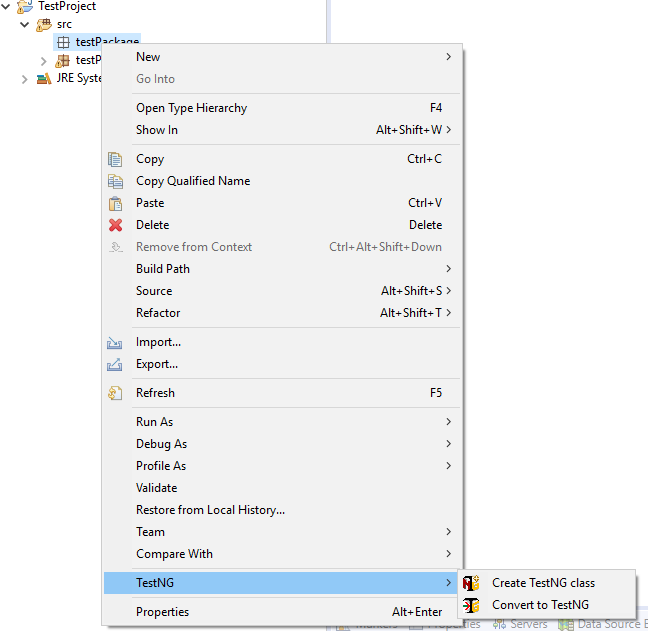 TestProject
src
testPackage
testP
JRE Syste
New
Go Into
Open Type Hierarchy F4
Show In Alt+Shift+W
Copy Ctrl+C
Copy Qualified Name
Paste Ctrl+V
Delete Delete
Remove from Context Ctrl+Alt+Shift+Down
Build Path
Source Alt+Shift+S
Refactor Alt+Shift+T
Import...
Export...
Refresh F5
Run As
Debug As
Profile As
Validate
Restore from Local History...
Team
Compare With
TestNG
Create TestNG class
Convert to TestNG
Properties Alt+Enter
Markers Properties Servers Data Source E